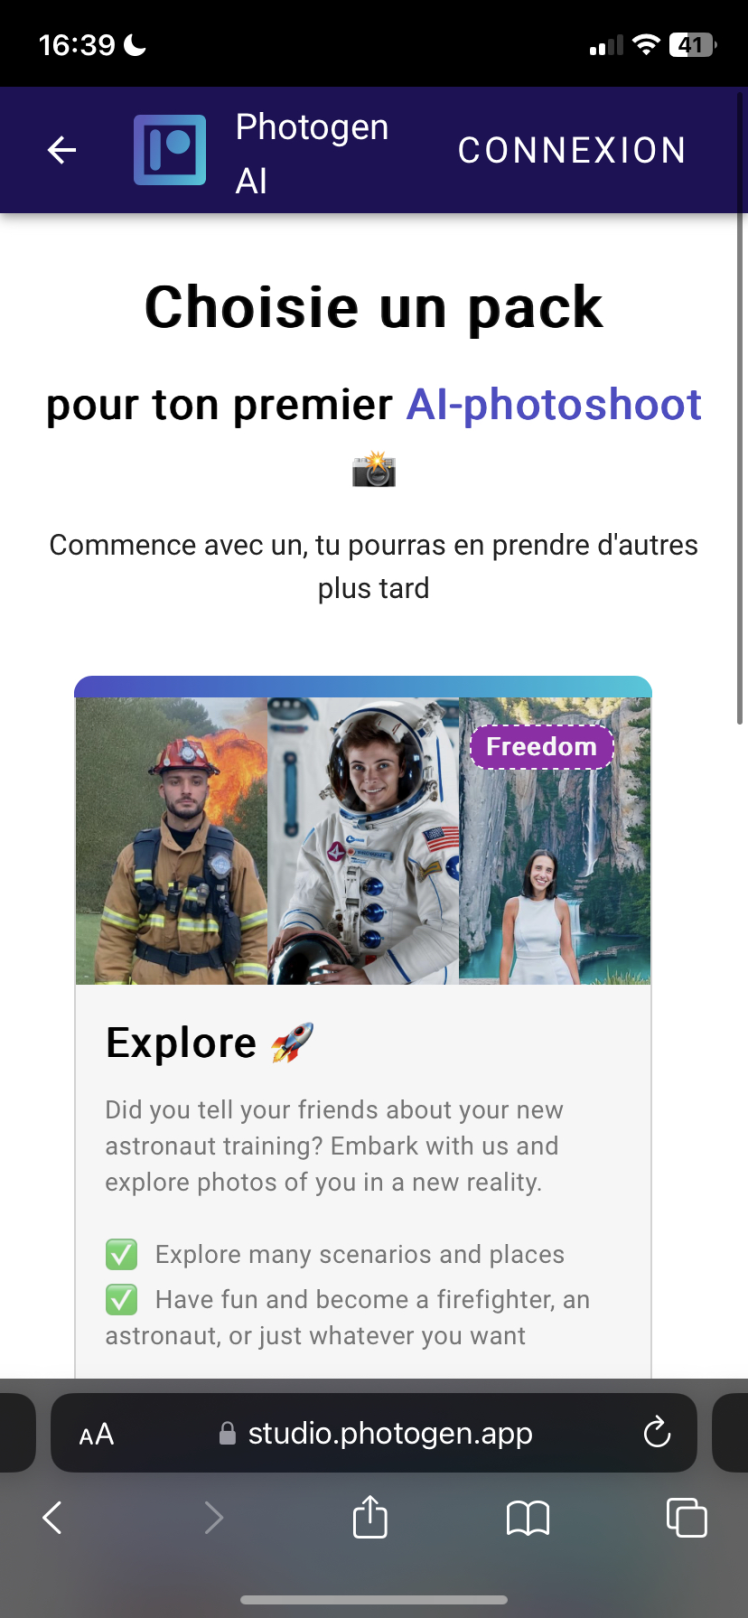 16:39
41
Photogen
AI
CONNEXION
Choisie un pack
pour ton premier AI-photoshoot
Commence avec un, tu pourras en prendre d'autres
plus tard
Freedom
Explore
Did you tell your friends about your new
astronaut training? Embark with us and
explore photos of you in a new reality.
Explore many scenarios and places
Have fun and become a firefighter, an
astronaut, or just whatever you want
AA
studio.photogen.app